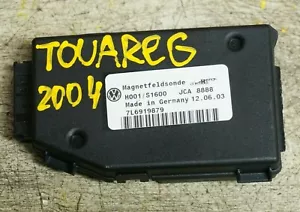 TOUAREG
2004
Magnetfeldsonde
H001/S1600 JCA 8888
Made in Germany 12.06.03
7L6919879